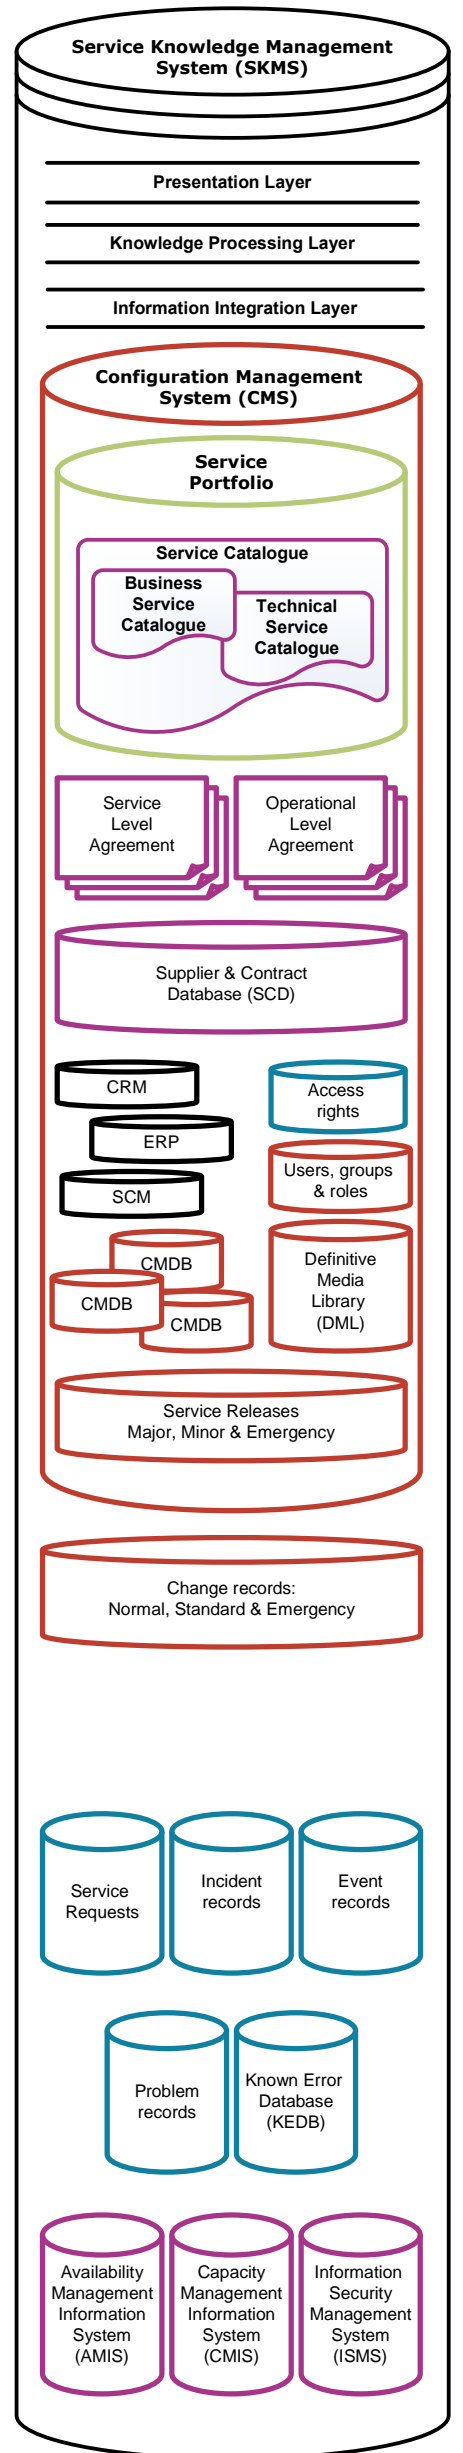 Service Knowledge Management
System (SKMS)
Presentation Layer
Knowledge Processing Layer
Information Integration Layer
Configuration Management
System (CMS)
Service
Portfolio
Service Catalogue
Business
Service
Catalogue
Technical
Service
Catalogue
Service
Level
Agreement
Operational
Level
Agreement
Supplier & Contract
Database (SCD)
CRM
ERP
SCM
Access
rights
Users, groups
& roles
CMDB
CMDB
CMDB
Definitive
Media
Library
(DML)
Service Releases
Major, Minor & Emergency
Change records:
Normal, Standard & Emergency
Service
Requests
Incident
records
Event
records
Problem
records
Known Error
Database
(KEDB)
Availability
Management
Information
System
(AMIS)
Capacity
Management
Information
System
(CMIS)
Information
Security
Management
System
(ISMS)